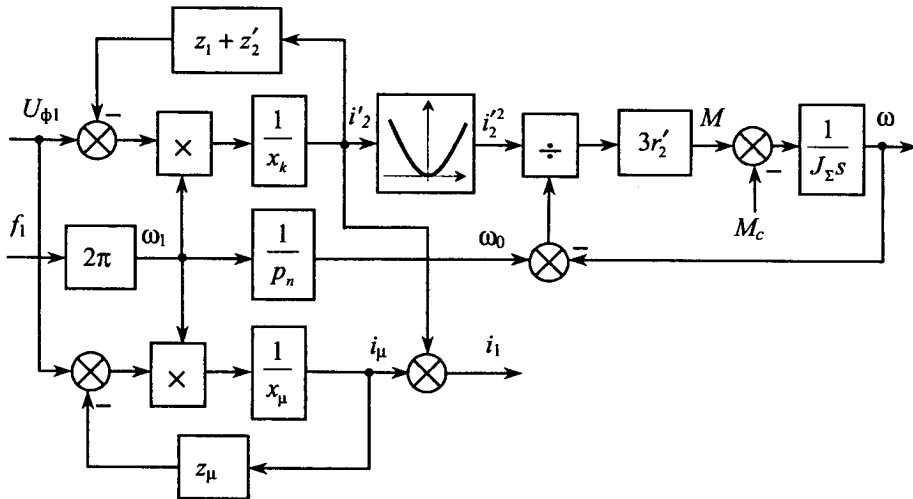 z₁ + z′₂
U_ф1
−
×
1/x_k
i′₂
i′₂²
÷
3r′₂
M
−
1/(J_Σ s)
ω
M_c
f₁
2π
ω₁
1/p_n
ω₀
−
−
×
1/x_μ
i_μ
i₁
z_μ